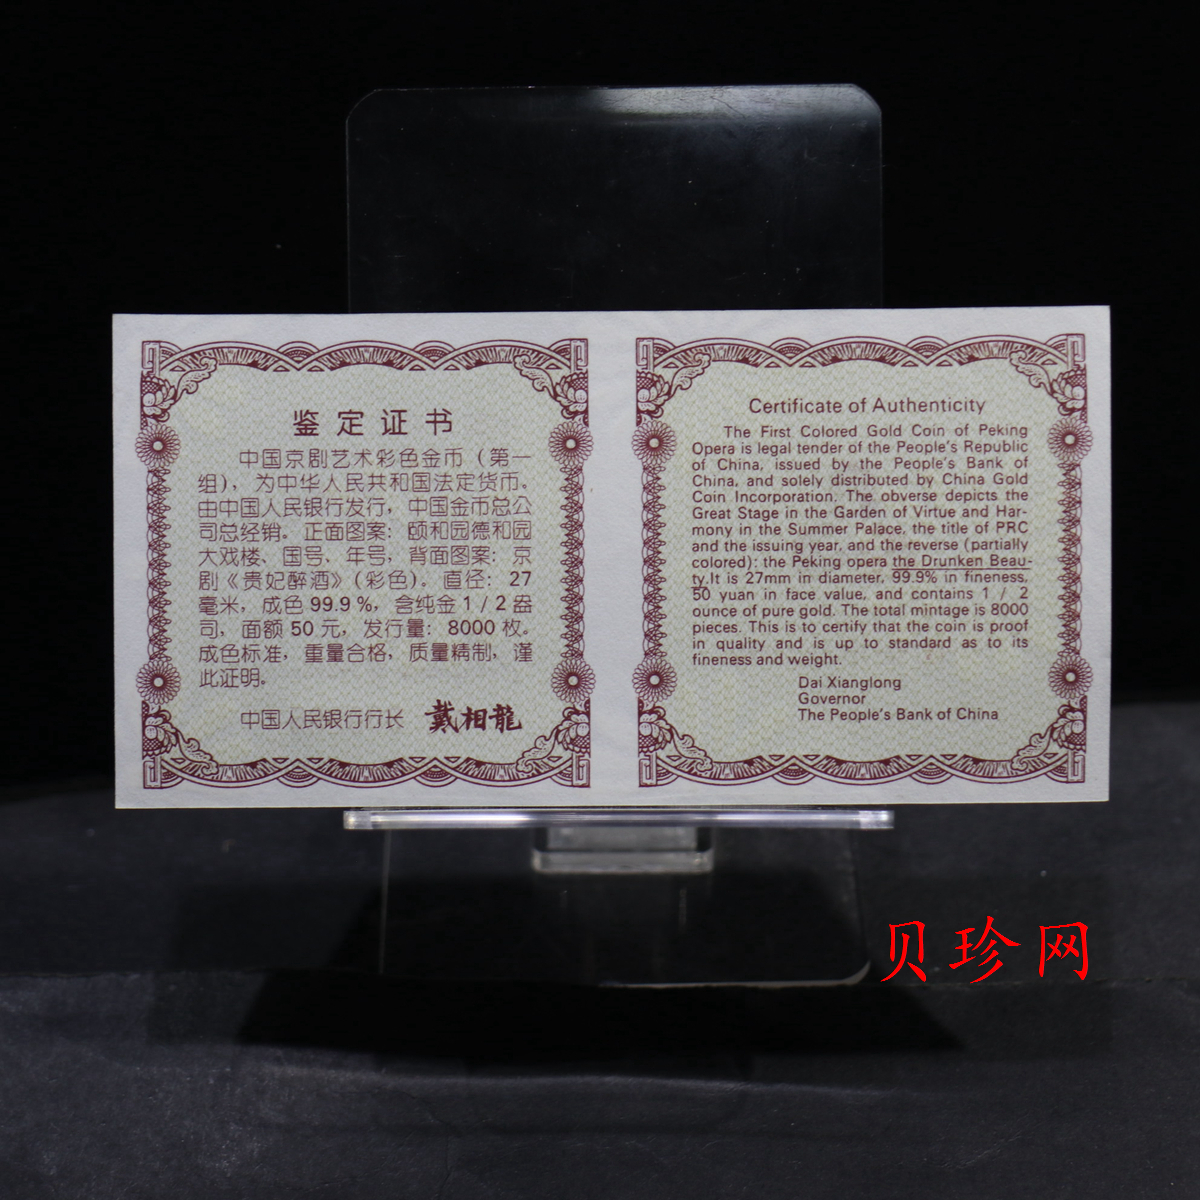 鉴定证书
中国京剧艺术彩色金币（第一
组），为中华人民共和国法定货币。
由中国人民银行发行，中国金币总公
司总经销。正面图案：颐和园德和园
大戏楼、国号、年号，背面图案：京
剧《贵妃醉酒》（彩色）。直径：27
毫米，成色99.9%，含纯金1/2盎
司，面额50元，发行量：8000枚。
成色标准，重量合格，质量精制，谨
此证明。
中国人民银行行长 戴相龍
Certificate of Authenticity
The First Colored Gold Coin of Peking
Opera is legal tender of the People's Republic
of China, issued by the People's Bank of
China, and solely distributed by China Gold
Coin Incorporation. The obverse depicts the
Great Stage in the Garden of Virtue and Har-
mony in the Summer Palace, the title of PRC
and the issuing year, and the reverse (partially
colored): the Peking opera the Drunken Beau-
ty.It is 27mm in diameter, 99.9% in fineness,
50 yuan in face value, and contains 1 / 2
ounce of pure gold. The total mintage is 8000
pieces. This is to certify that the coin is proof
in quality and is up to standard as to its
fineness and weight.
Dai Xianglong
Governor
The People's Bank of China
贝珍网